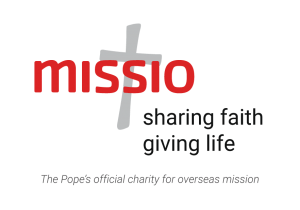 missio
sharing faith
giving life
The Pope's official charity for overseas mission